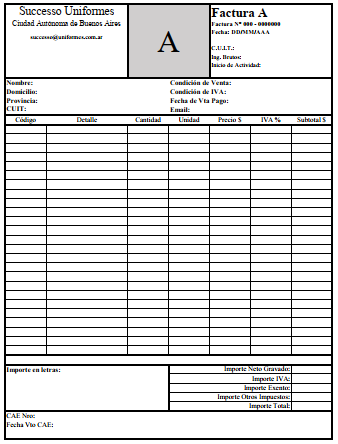 Successo Uniformes
Ciudad Autónoma de Buenos Aires
successo@uniformes.com.ar
A
Factura A
Factura Nº 000 - 0000000
Fecha: DD/MM/AAA
C.U.I.T.:
Ing. Brutos:
Inicio de Actividad:
Nombre:
Domicilio:
Provincia:
CUIT:
Condición de Venta:
Condición de IVA:
Fecha de Vta Pago:
Email:
Código Detalle Cantidad Unidad Precio $ IVA % Subtotal $
Importe en letras:
Importe Neto Gravado:
Importe IVA:
Importe Exento:
Importe Otros Impuestos:
Importe Total:
CAE Nro:
Fecha Vto CAE: